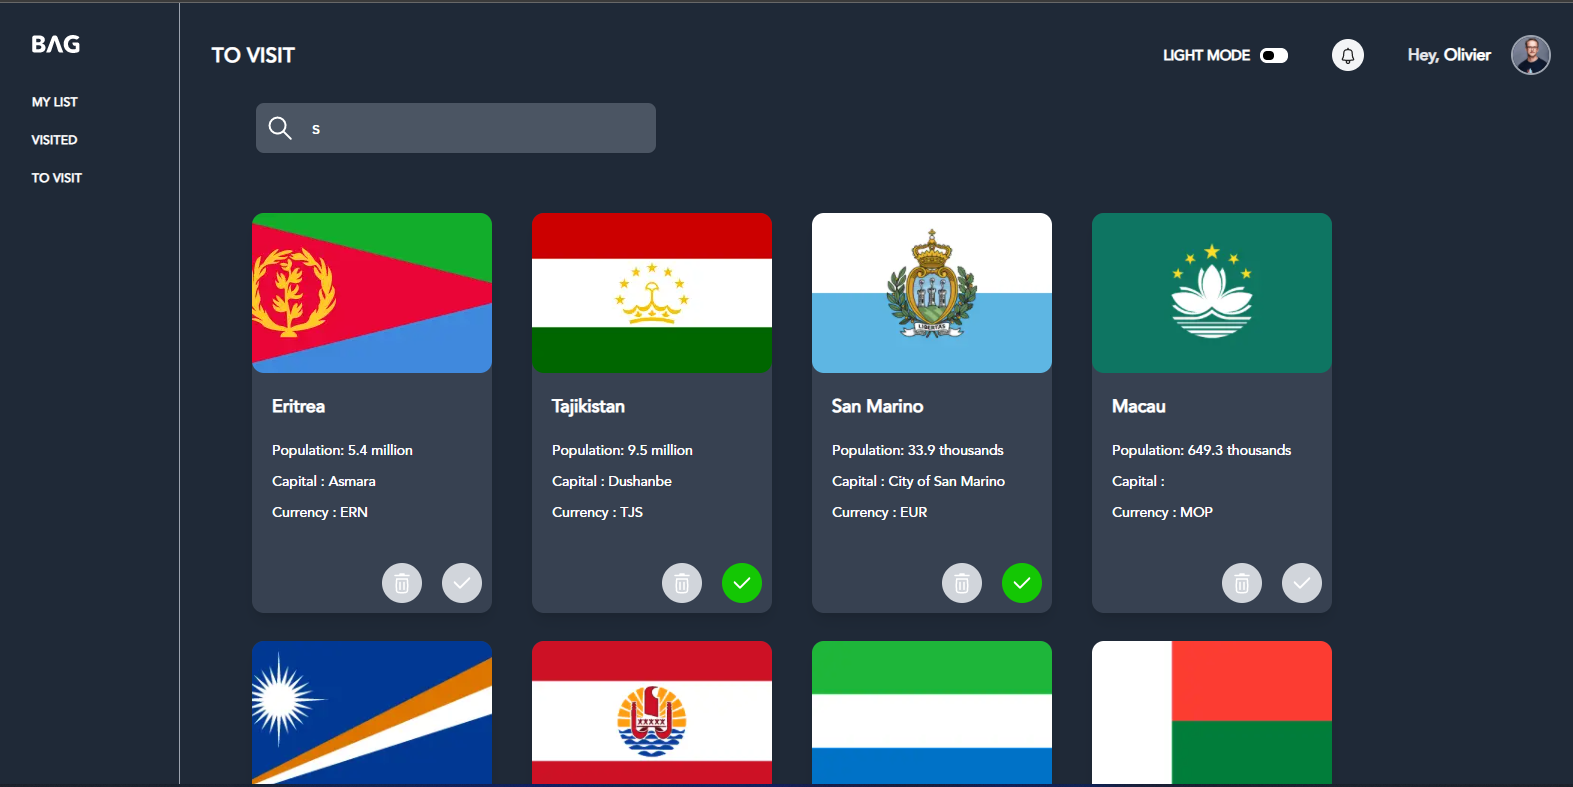 BAG
MY LIST
VISITED
TO VISIT
TO VISIT
LIGHT MODE
Hey, Olivier
s
LIBERTAS
Eritrea
Population: 5.4 million
Capital : Asmara
Currency : ERN
Tajikistan
Population: 9.5 million
Capital : Dushanbe
Currency : TJS
San Marino
Population: 33.9 thousands
Capital : City of San Marino
Currency : EUR
Macau
Population: 649.3 thousands
Capital :
Currency : MOP